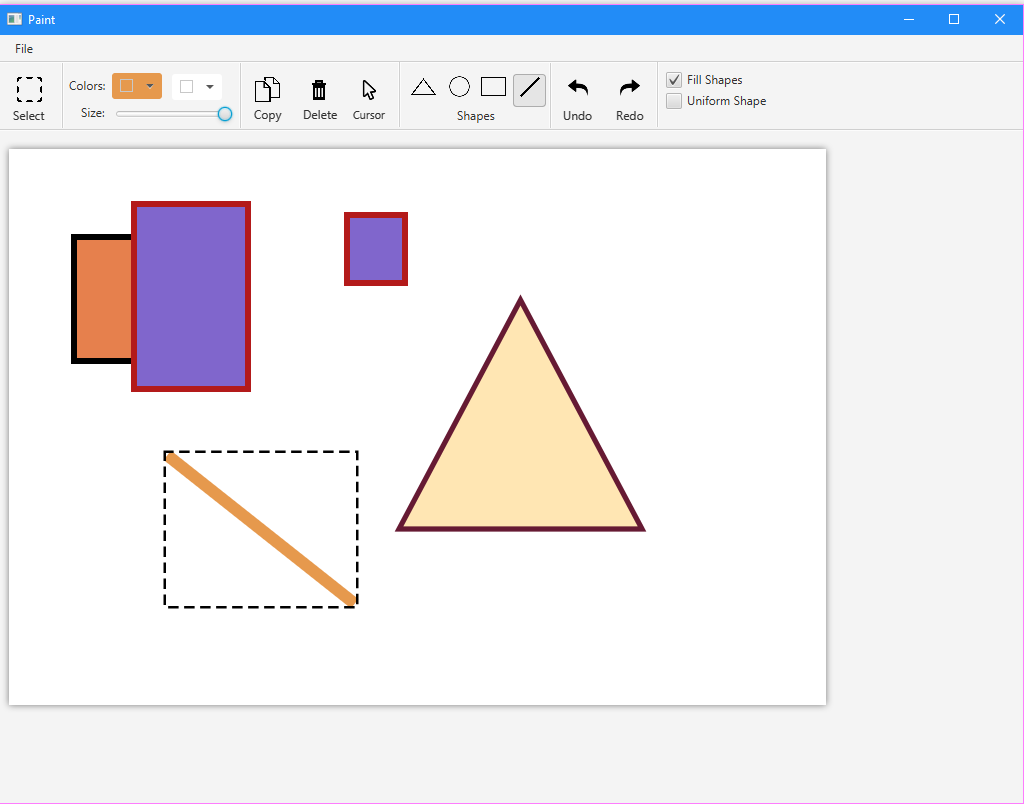 Paint
File
Select
Colors:
Size:
Copy
Delete
Cursor
Shapes
Undo
Redo
Fill Shapes
Uniform Shape